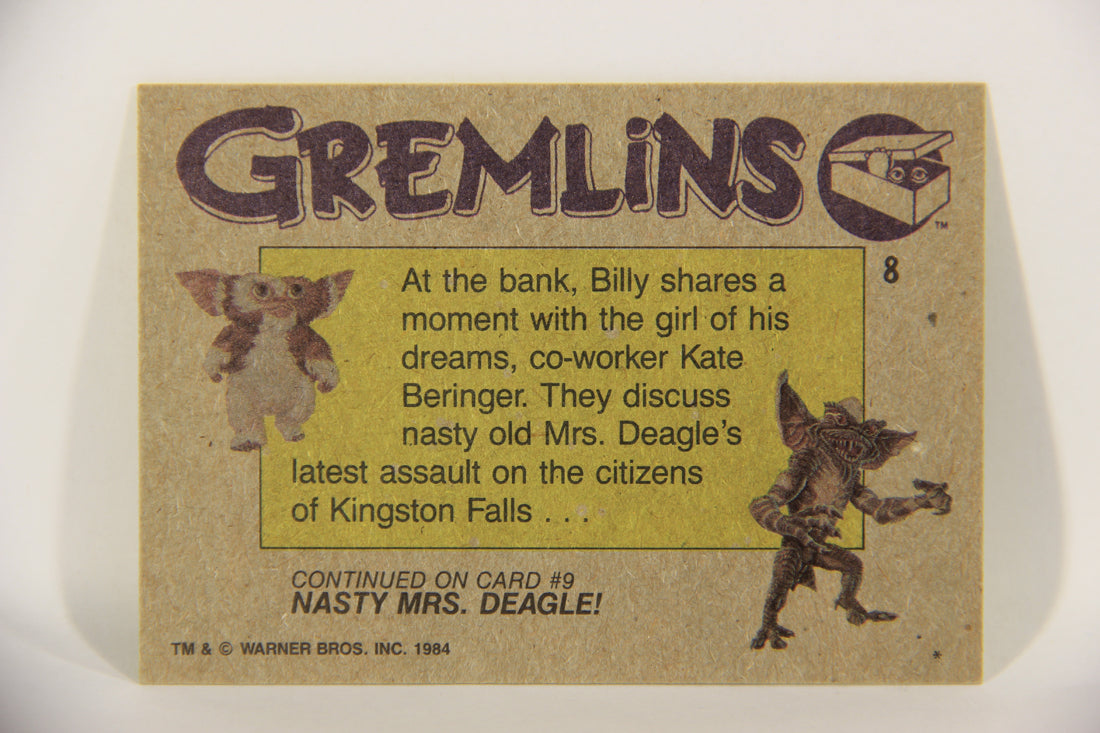 GREMLiNS
TM
8
At the bank, Billy shares a
moment with the girl of his
dreams, co-worker Kate
Beringer. They discuss
nasty old Mrs. Deagle's
latest assault on the citizens
of Kingston Falls . . .
CONTINUED ON CARD #9
NASTY MRS. DEAGLE!
TM & © WARNER BROS. INC. 1984
*